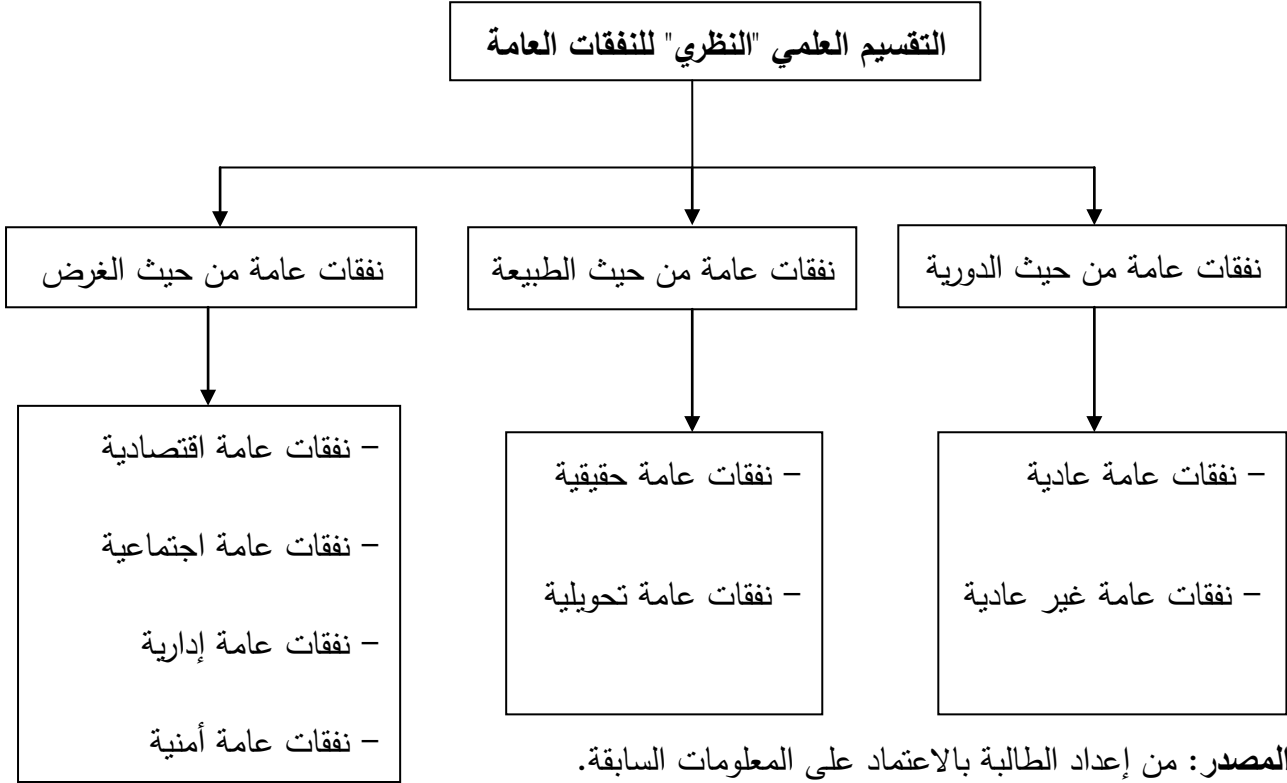 التقسيم العلمي "النظري" للنفقات العامة
نفقات عامة من حيث الدورية
نفقات عامة من حيث الطبيعة
نفقات عامة من حيث الغرض
– نفقات عامة عادية
– نفقات عامة غير عادية
– نفقات عامة حقيقية
– نفقات عامة تحويلية
– نفقات عامة اقتصادية
– نفقات عامة اجتماعية
– نفقات عامة إدارية
– نفقات عامة أمنية
المصدر: من إعداد الطالبة بالاعتماد على المعلومات السابقة.